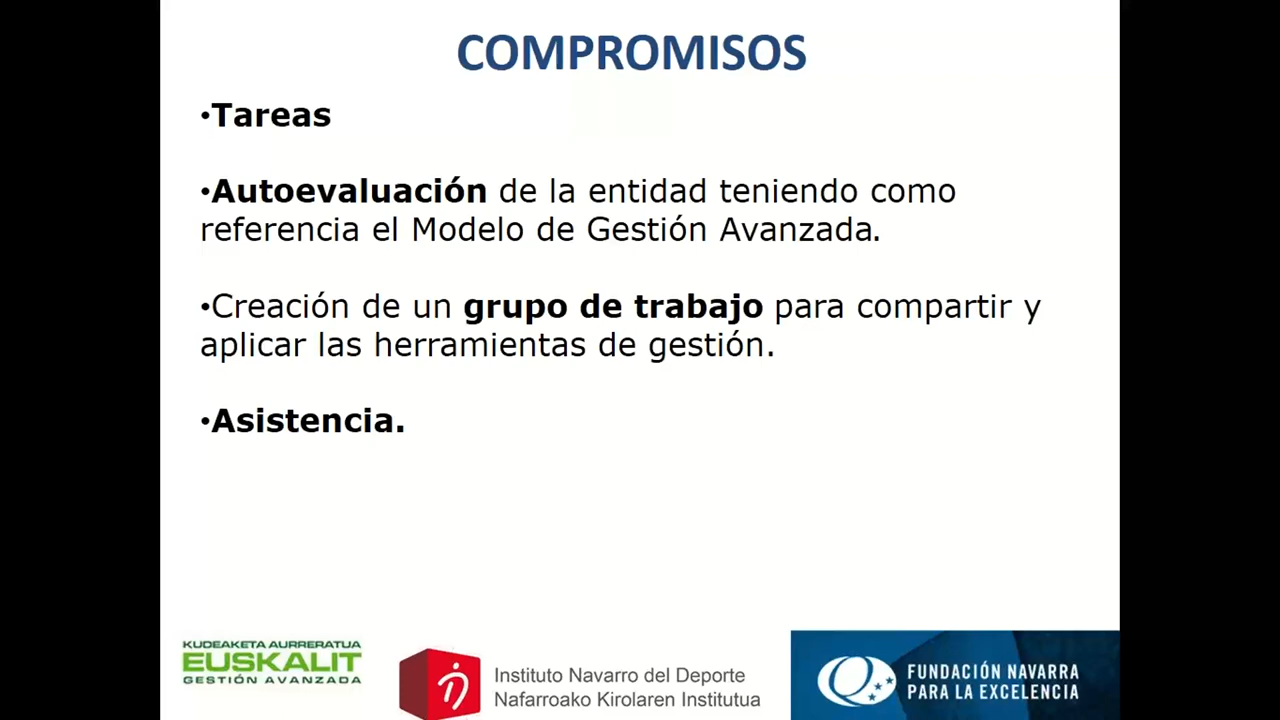 COMPROMISOS
•Tareas
•Autoevaluación de la entidad teniendo como
referencia el Modelo de Gestión Avanzada.
•Creación de un grupo de trabajo para compartir y
aplicar las herramientas de gestión.
•Asistencia.
KUDEAKETA AURRERATUA
EUSKALIT
GESTIÓN AVANZADA
Instituto Navarro del Deporte
Nafarroako Kirolaren Institutua
FUNDACIÓN NAVARRA
PARA LA EXCELENCIA